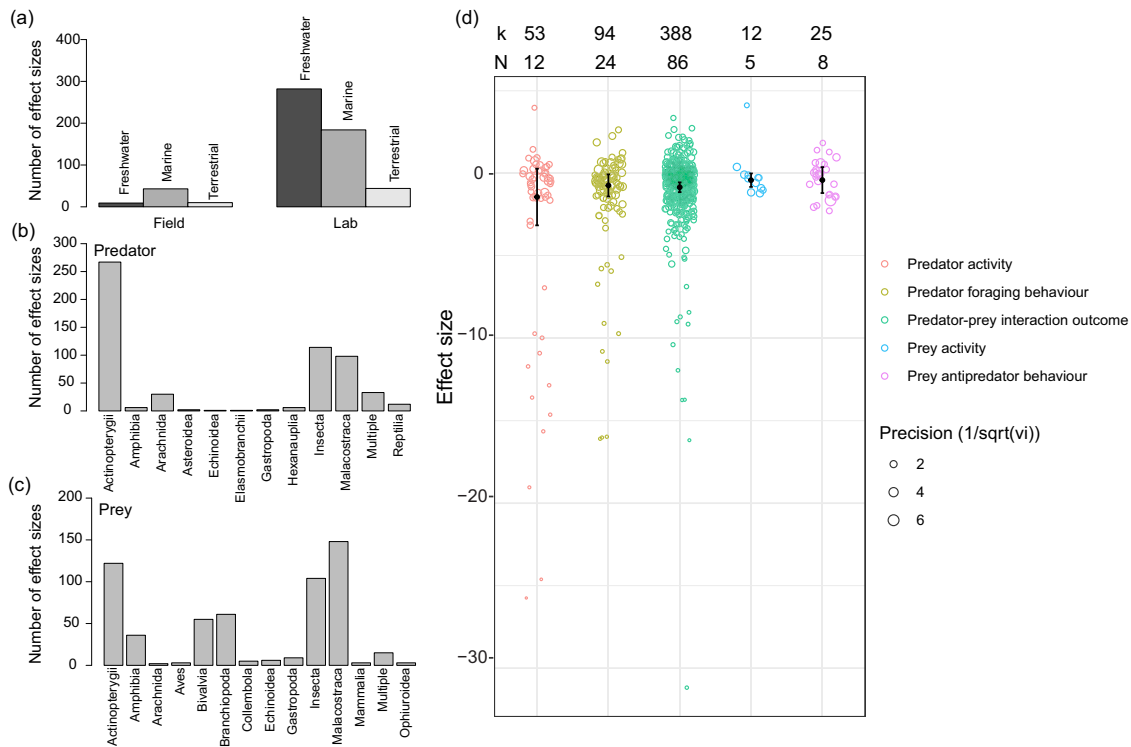 (a)
Number of effect sizes
400
300
200
100
0
Freshwater
Marine
Terrestrial
Freshwater
Marine
Terrestrial
Field
Lab
(b)
Predator
Number of effect sizes
300
250
200
150
100
50
0
Actinopterygii
Amphibia
Arachnida
Asteroidea
Echinoidea
Elasmobranchii
Gastropoda
Hexanauplia
Insecta
Malacostraca
Multiple
Reptilia
(c)
Prey
Number of effect sizes
200
150
100
50
0
Actinopterygii
Amphibia
Arachnida
Aves
Bivalvia
Branchiopoda
Collembola
Echinoidea
Gastropoda
Insecta
Malacostraca
Mammalia
Multiple
Ophiuroidea
(d)
k 53 94 388 12 25
N 12 24 86 5 8
Effect size
0
−10
−20
−30
Predator activity
Predator foraging behaviour
Predator-prey interaction outcome
Prey activity
Prey antipredator behaviour
Precision (1/sqrt(vi))
2
4
6